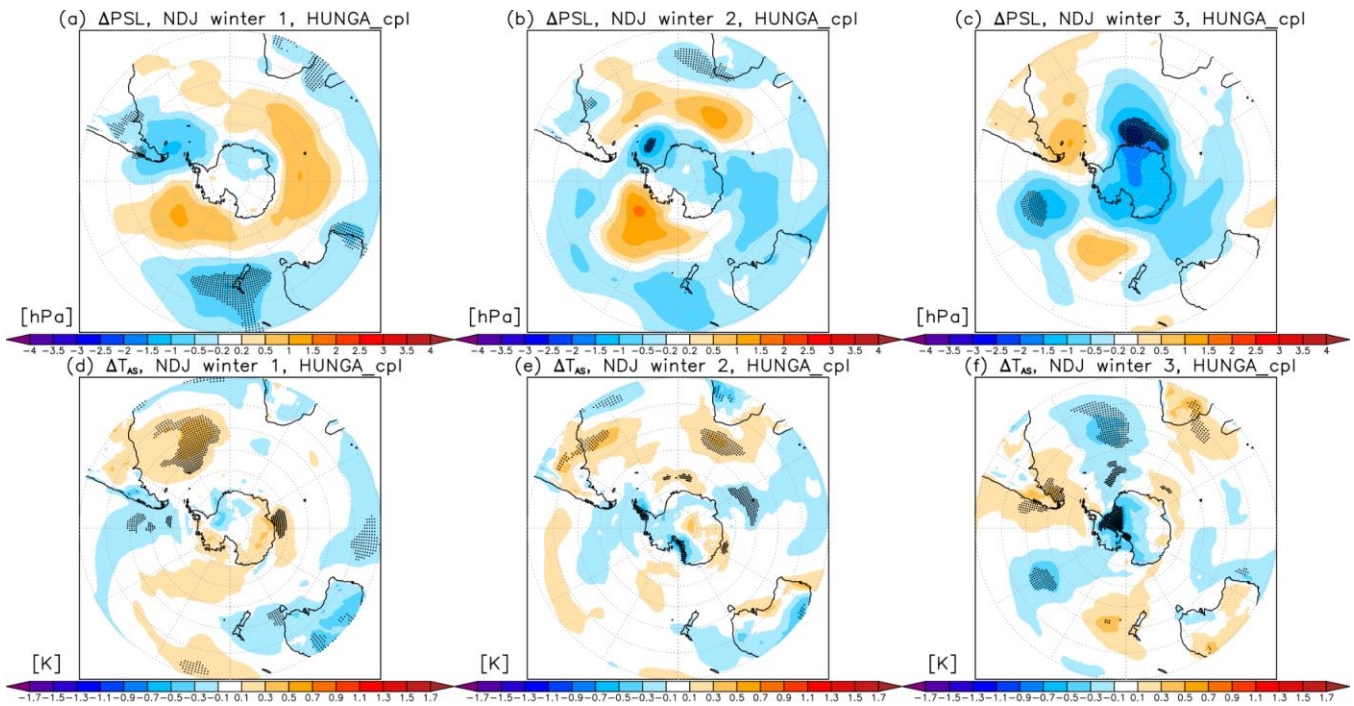 (a) ΔPSL, NDJ winter 1, HUNGA_cpl
(b) ΔPSL, NDJ winter 2, HUNGA_cpl
(c) ΔPSL, NDJ winter 3, HUNGA_cpl
[hPa]
[hPa]
[hPa]
-4 -3.5 -3 -2.5 -2 -1.5 -1 -0.5 -0.2 0.2 0.5 1 1.5 2 2.5 3 3.5 4
-4 -3.5 -3 -2.5 -2 -1.5 -1 -0.5 -0.2 0.2 0.5 1 1.5 2 2.5 3 3.5 4
-4 -3.5 -3 -2.5 -2 -1.5 -1 -0.5 -0.2 0.2 0.5 1 1.5 2 2.5 3 3.5 4
(d) ΔTAS, NDJ winter 1, HUNGA_cpl
(e) ΔTAS, NDJ winter 2, HUNGA_cpl
(f) ΔTAS, NDJ winter 3, HUNGA_cpl
[K]
[K]
[K]
-1.7 -1.5 -1.3 -1.1 -0.9 -0.7 -0.5 -0.3 -0.1 0.1 0.3 0.5 0.7 0.9 1.1 1.3 1.5 1.7
-1.7 -1.5 -1.3 -1.1 -0.9 -0.7 -0.5 -0.3 -0.1 0.1 0.3 0.5 0.7 0.9 1.1 1.3 1.5 1.7
-1.7 -1.5 -1.3 -1.1 -0.9 -0.7 -0.5 -0.3 -0.1 0.1 0.3 0.5 0.7 0.9 1.1 1.3 1.5 1.7